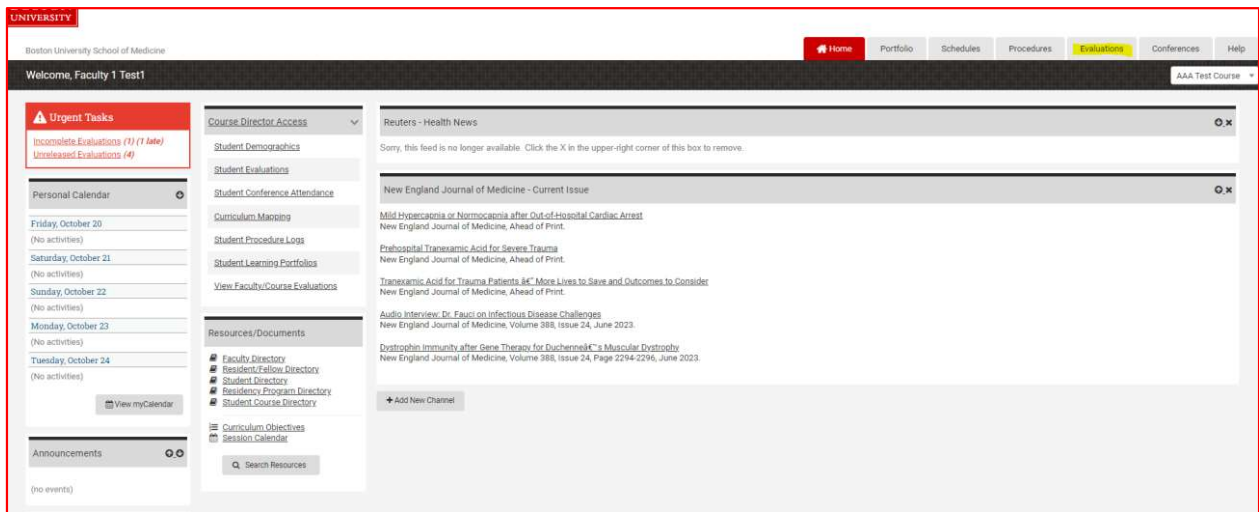 UNIVERSITY
Boston University School of Medicine
Home
Portfolio
Schedules
Procedures
Evaluations
Conferences
Help
Welcome, Faculty 1 Test1
AAA Test Course
Urgent Tasks
Incomplete Evaluations (1) (1 late)
Unreleased Evaluations (4)
Personal Calendar
Friday, October 20
(No activities)
Saturday, October 21
(No activities)
Sunday, October 22
(No activities)
Monday, October 23
(No activities)
Tuesday, October 24
(No activities)
View myCalendar
Announcements
(no events)
Course Director Access
Student Demographics
Student Evaluations
Student Conference Attendance
Curriculum Mapping
Student Procedure Logs
Student Learning Portfolios
View Faculty/Course Evaluations
Resources/Documents
Faculty Directory
Resident/Fellow Directory
Student Directory
Residency Program Directory
Student Course Directory
Curriculum Objectives
Session Calendar
Search Resources
Reuters - Health News
Sorry, this feed is no longer available. Click the X in the upper-right corner of this box to remove.
New England Journal of Medicine - Current Issue
Mild Hypercapnia or Normocapnia after Out-of-Hospital Cardiac Arrest
New England Journal of Medicine, Ahead of Print.
Prehospital Tranexamic Acid for Severe Trauma
New England Journal of Medicine, Ahead of Print.
Tranexamic Acid for Trauma Patients â€" More Lives to Save and Outcomes to Consider
New England Journal of Medicine, Ahead of Print.
Audio Interview: Dr. Fauci on Infectious Disease Challenges
New England Journal of Medicine, Volume 388, Issue 24, June 2023.
Dystrophin Immunity after Gene Therapy for Duchenneâ€™s Muscular Dystrophy
New England Journal of Medicine, Volume 388, Issue 24, Page 2294-2296, June 2023.
+ Add New Channel